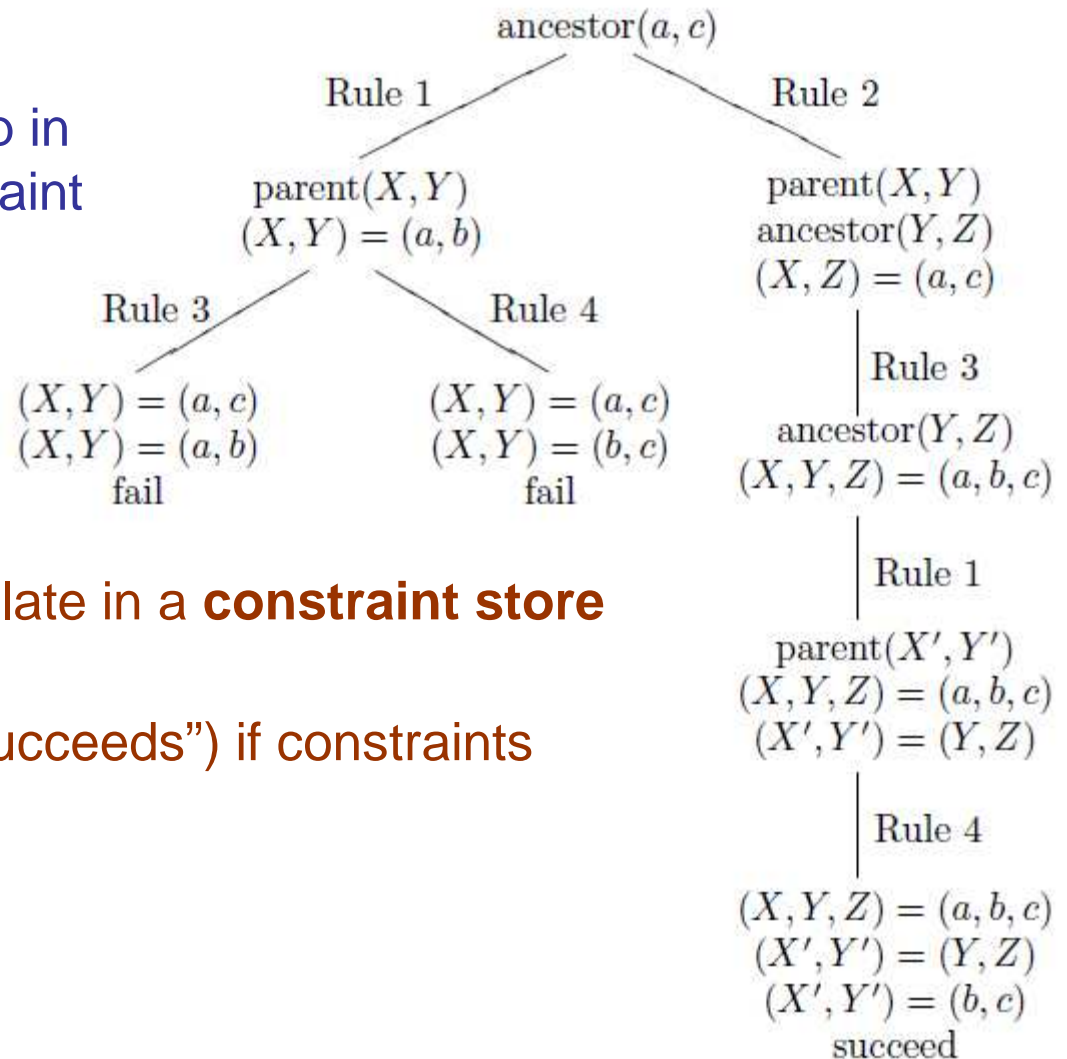 ancestor(a, c)
Rule 1
Rule 2
o in
aint
parent(X, Y)
(X, Y) = (a, b)
parent(X, Y)
ancestor(Y, Z)
(X, Z) = (a, c)
Rule 3
Rule 4
Rule 3
(X, Y) = (a, c)
(X, Y) = (a, b)
fail
(X, Y) = (a, c)
(X, Y) = (b, c)
fail
ancestor(Y, Z)
(X, Y, Z) = (a, b, c)
Rule 1
late in a constraint store
parent(X′, Y′)
(X, Y, Z) = (a, b, c)
(X′, Y′) = (Y, Z)
ucceeds”) if constraints
Rule 4
(X, Y, Z) = (a, b, c)
(X′, Y′) = (Y, Z)
(X′, Y′) = (b, c)
succeed